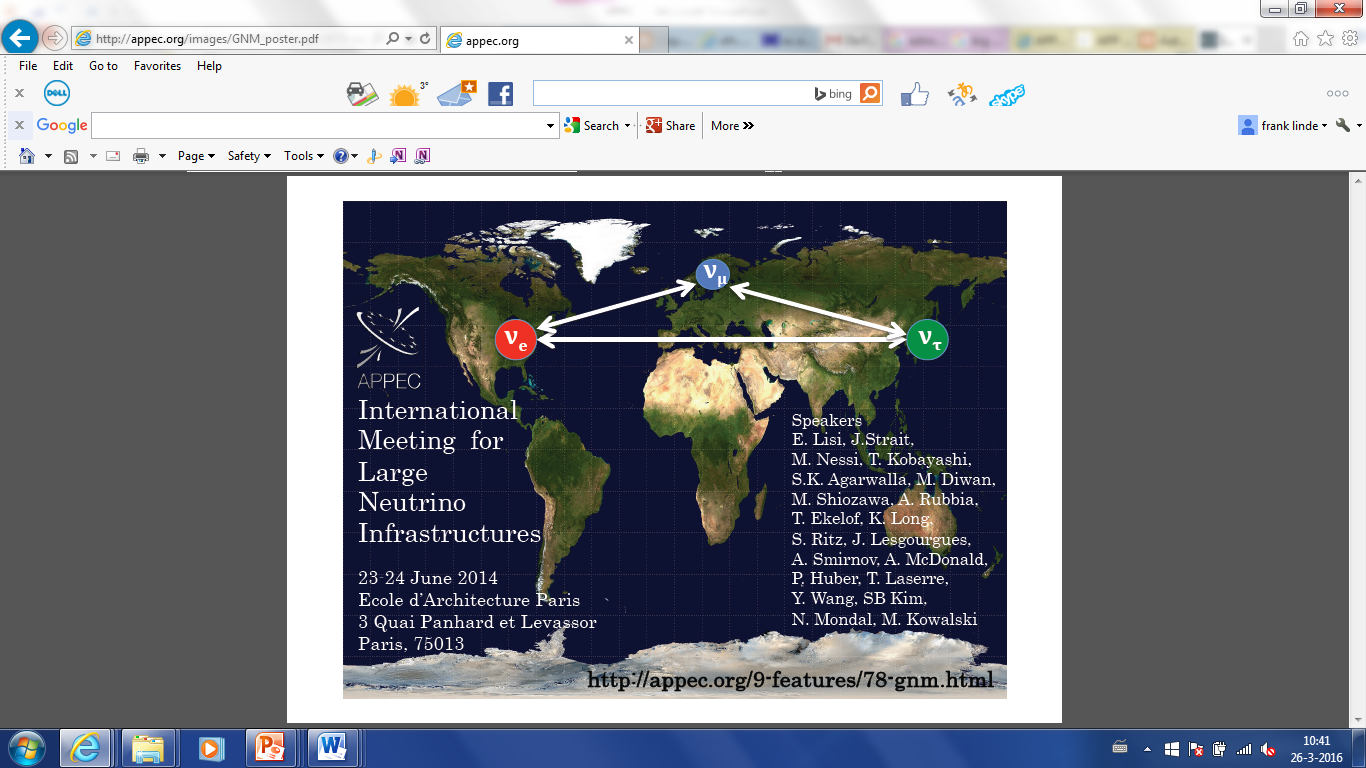 http://appec.org/images/GNM_poster.pdf
appec.org
File Edit Go to Favorites Help
DELL
3°
bing
skype
Google
Search
Share
More
frank linde
Page
Safety
Tools
νμ
νe
ντ
APPEC
International
Meeting for
Large
Neutrino
Infrastructures
23-24 June 2014
Ecole d'Architecture Paris
3 Quai Panhard et Levassor
Paris, 75013
Speakers
E. Lisi, J.Strait,
M. Nessi, T. Kobayashi,
S.K. Agarwalla, M. Diwan,
M. Shiozawa, A. Rubbia,
T. Ekelof, K. Long,
S. Ritz, J. Lesgourgues,
A. Smirnov, A. McDonald,
P. Huber, T. Laserre,
Y. Wang, SB Kim,
N. Mondal, M. Kowalski
http://appec.org/9-features/78-gnm.html
10:41
26-3-2016